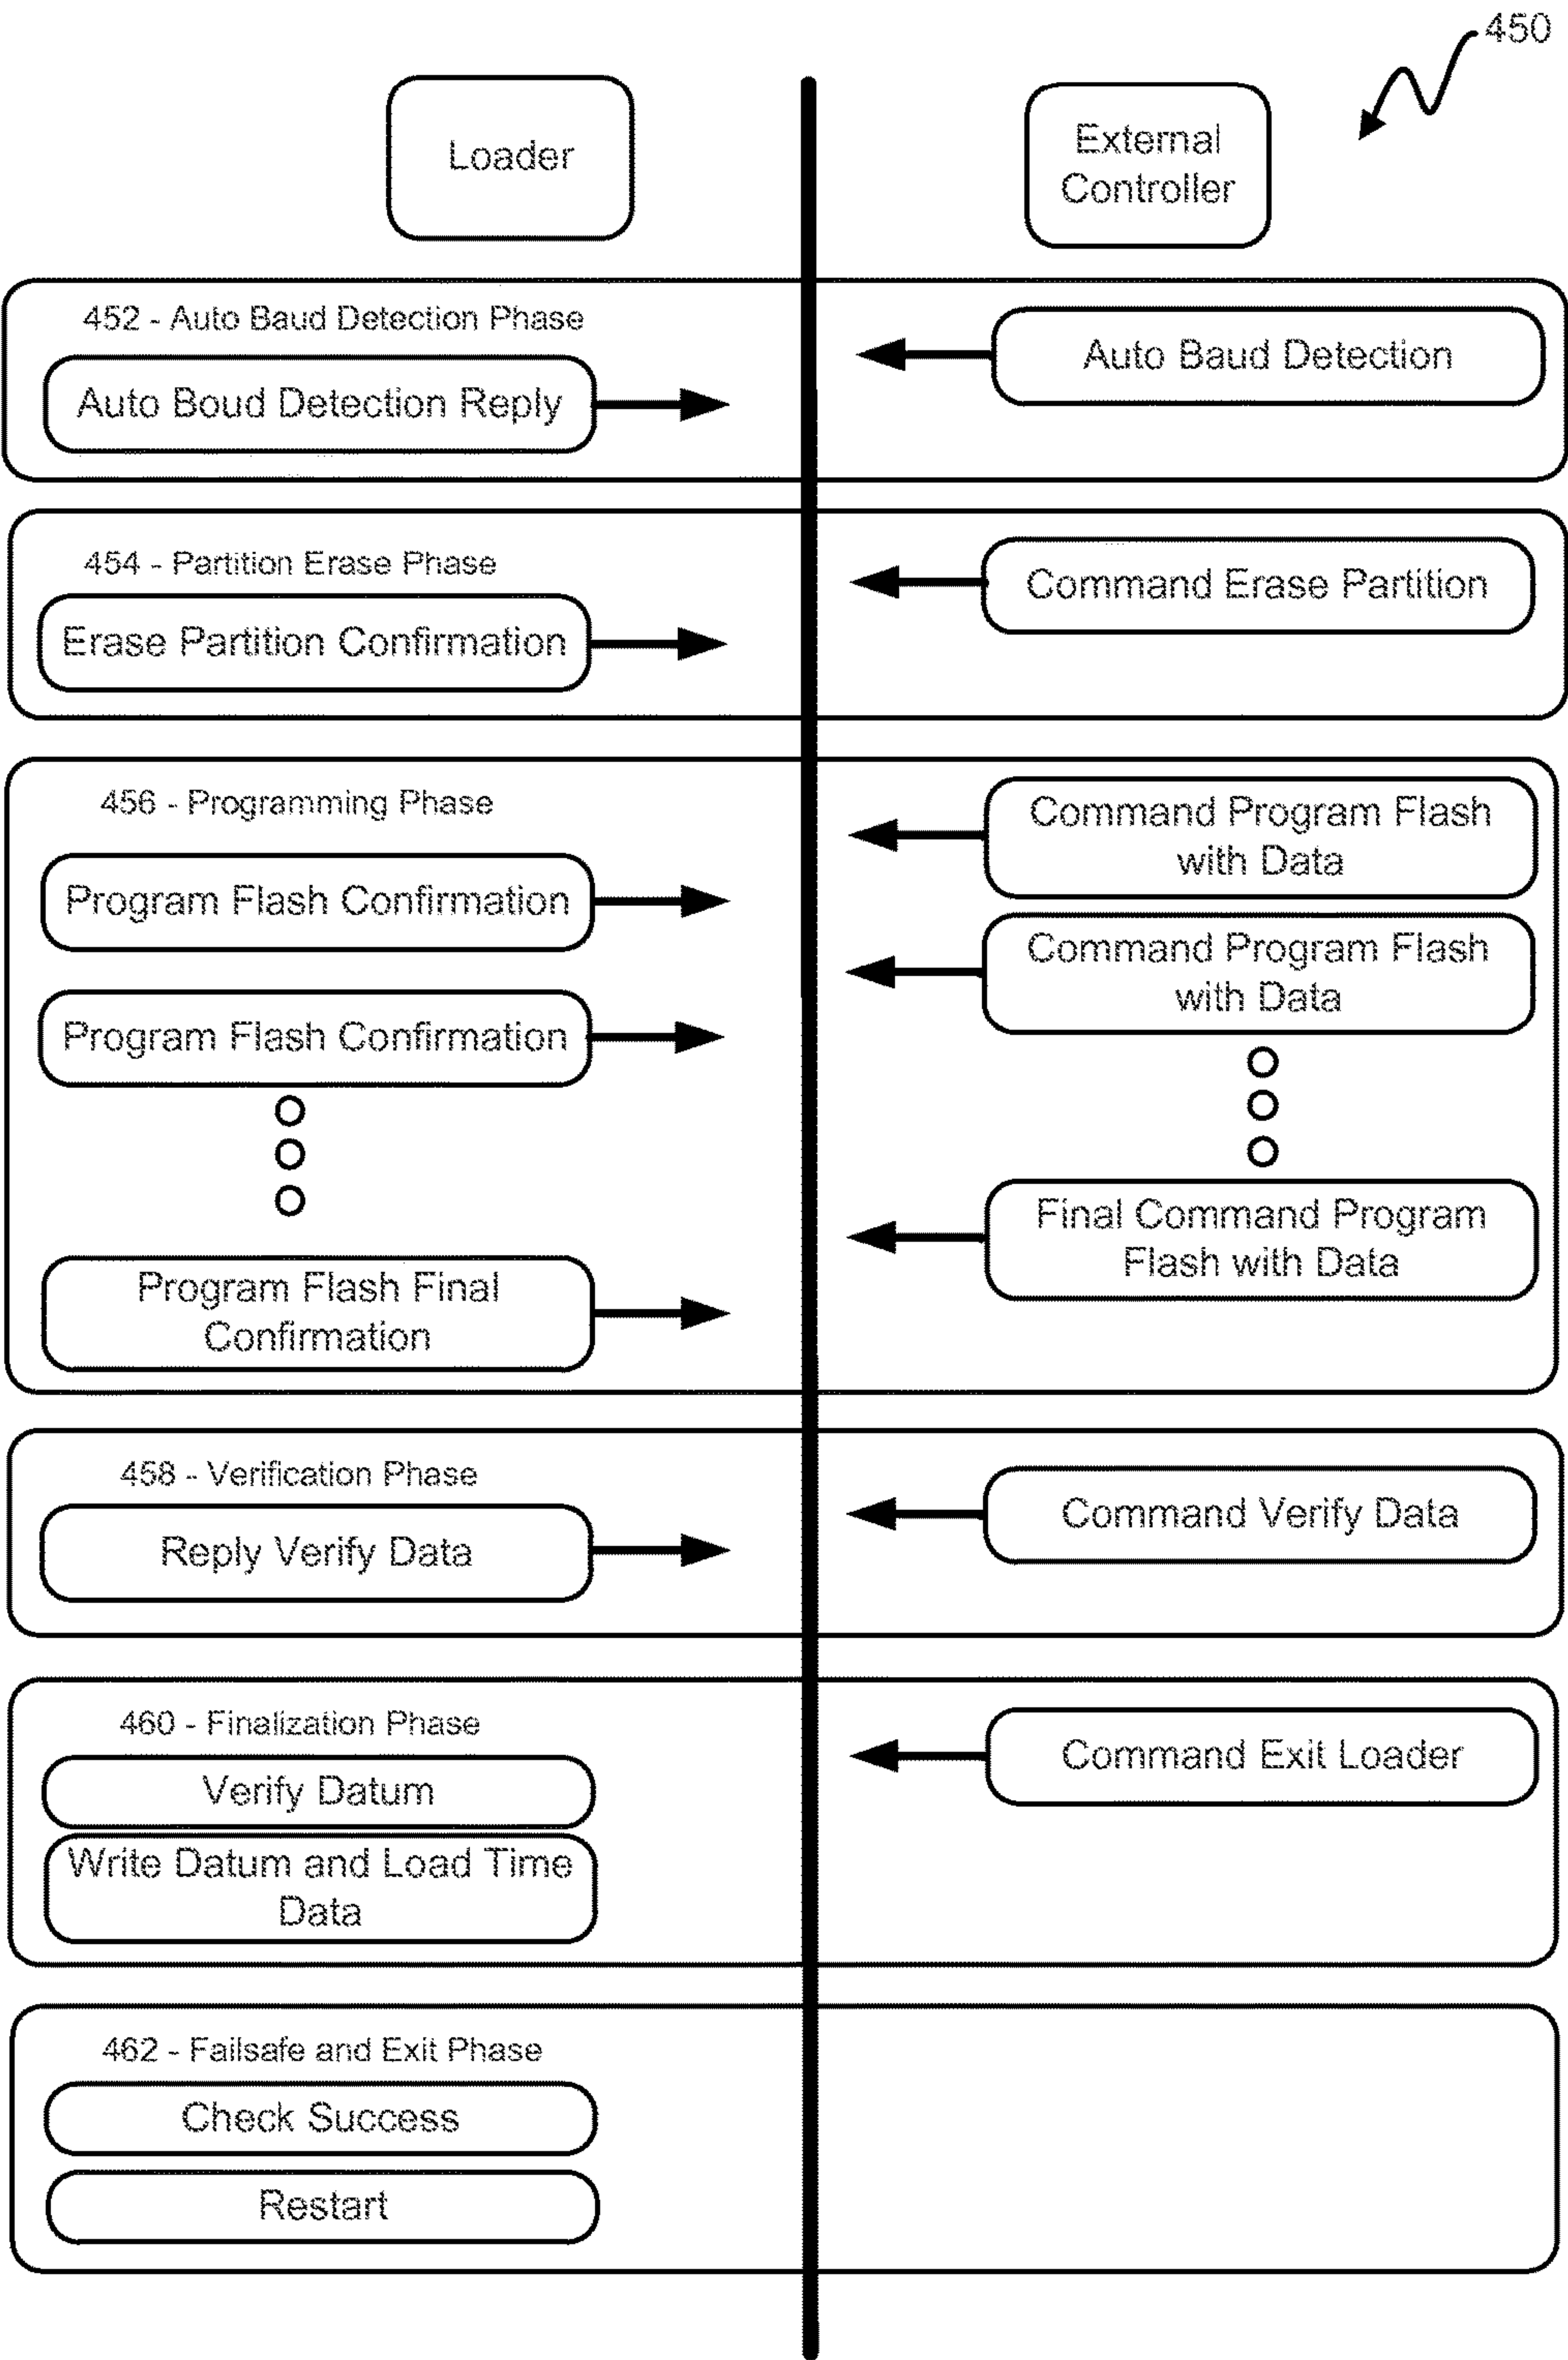 450
Loader
External
Controller
452 - Auto Baud Detection Phase
Auto Baud Detection
Auto Boud Detection Reply
454 - Partition Erase Phase
Command Erase Partition
Erase Partition Confirmation
456 - Programming Phase
Command Program Flash
with Data
Program Flash Confirmation
Command Program Flash
with Data
Program Flash Confirmation
Final Command Program
Flash with Data
Program Flash Final
Confirmation
458 - Verification Phase
Command Verify Data
Reply Verify Data
460 - Finalization Phase
Command Exit Loader
Verify Datum
Write Datum and Load Time
Data
462 - Failsafe and Exit Phase
Check Success
Restart